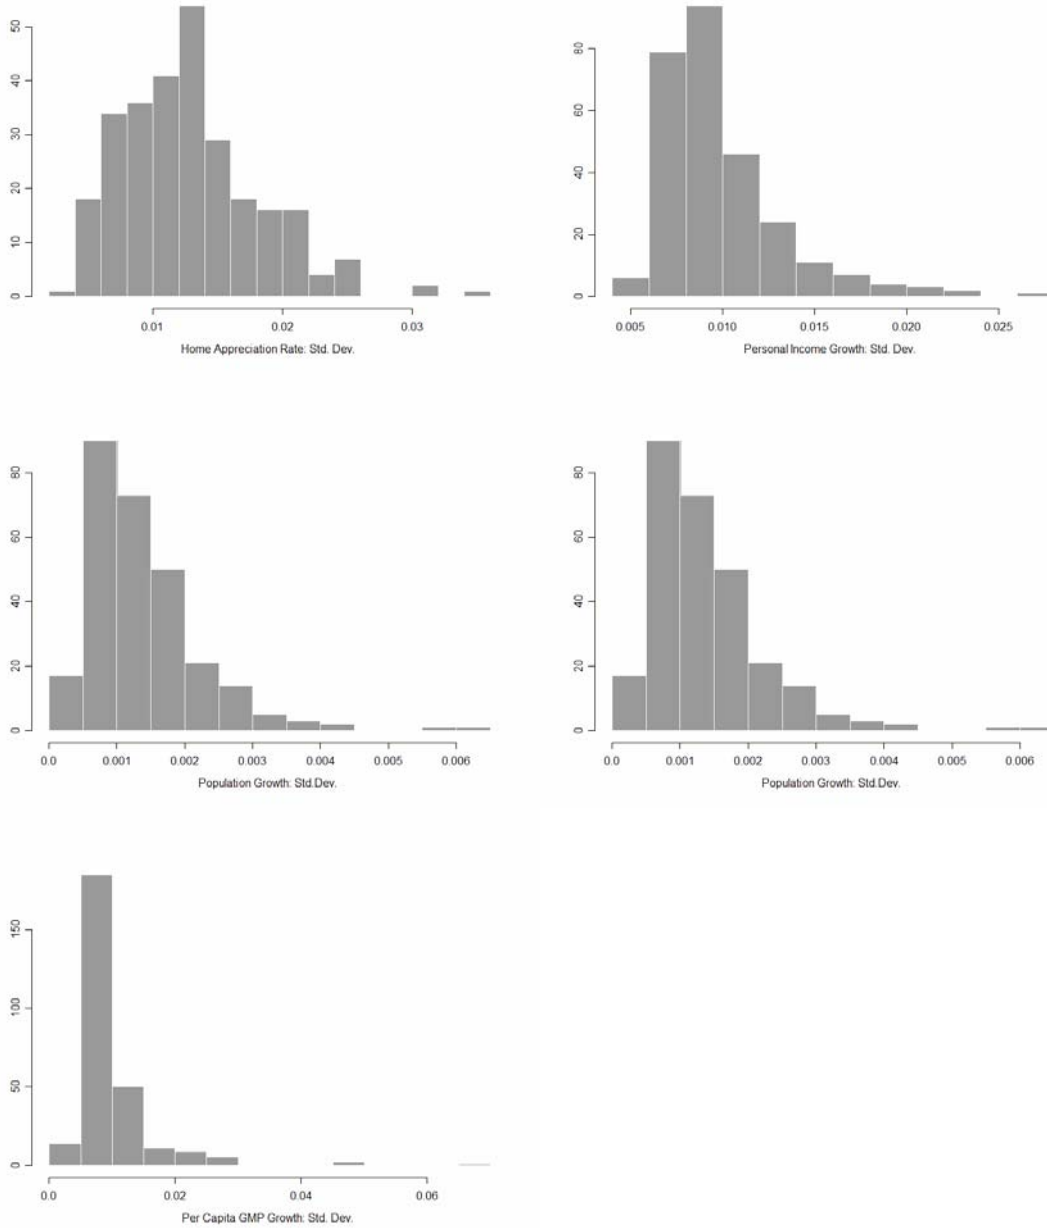 50
40
30
20
10
0
0.01 0.02 0.03
Home Appreciation Rate: Std. Dev.
80
60
40
20
0
0.005 0.010 0.015 0.020 0.025
Personal Income Growth: Std. Dev.
80
60
40
20
0
0.0 0.001 0.002 0.003 0.004 0.005 0.006
Population Growth: Std.Dev.
80
60
40
20
0
0.0 0.001 0.002 0.003 0.004 0.005 0.006
Population Growth: Std.Dev.
150
100
50
0
0.0 0.02 0.04 0.06
Per Capita GMP Growth: Std. Dev.